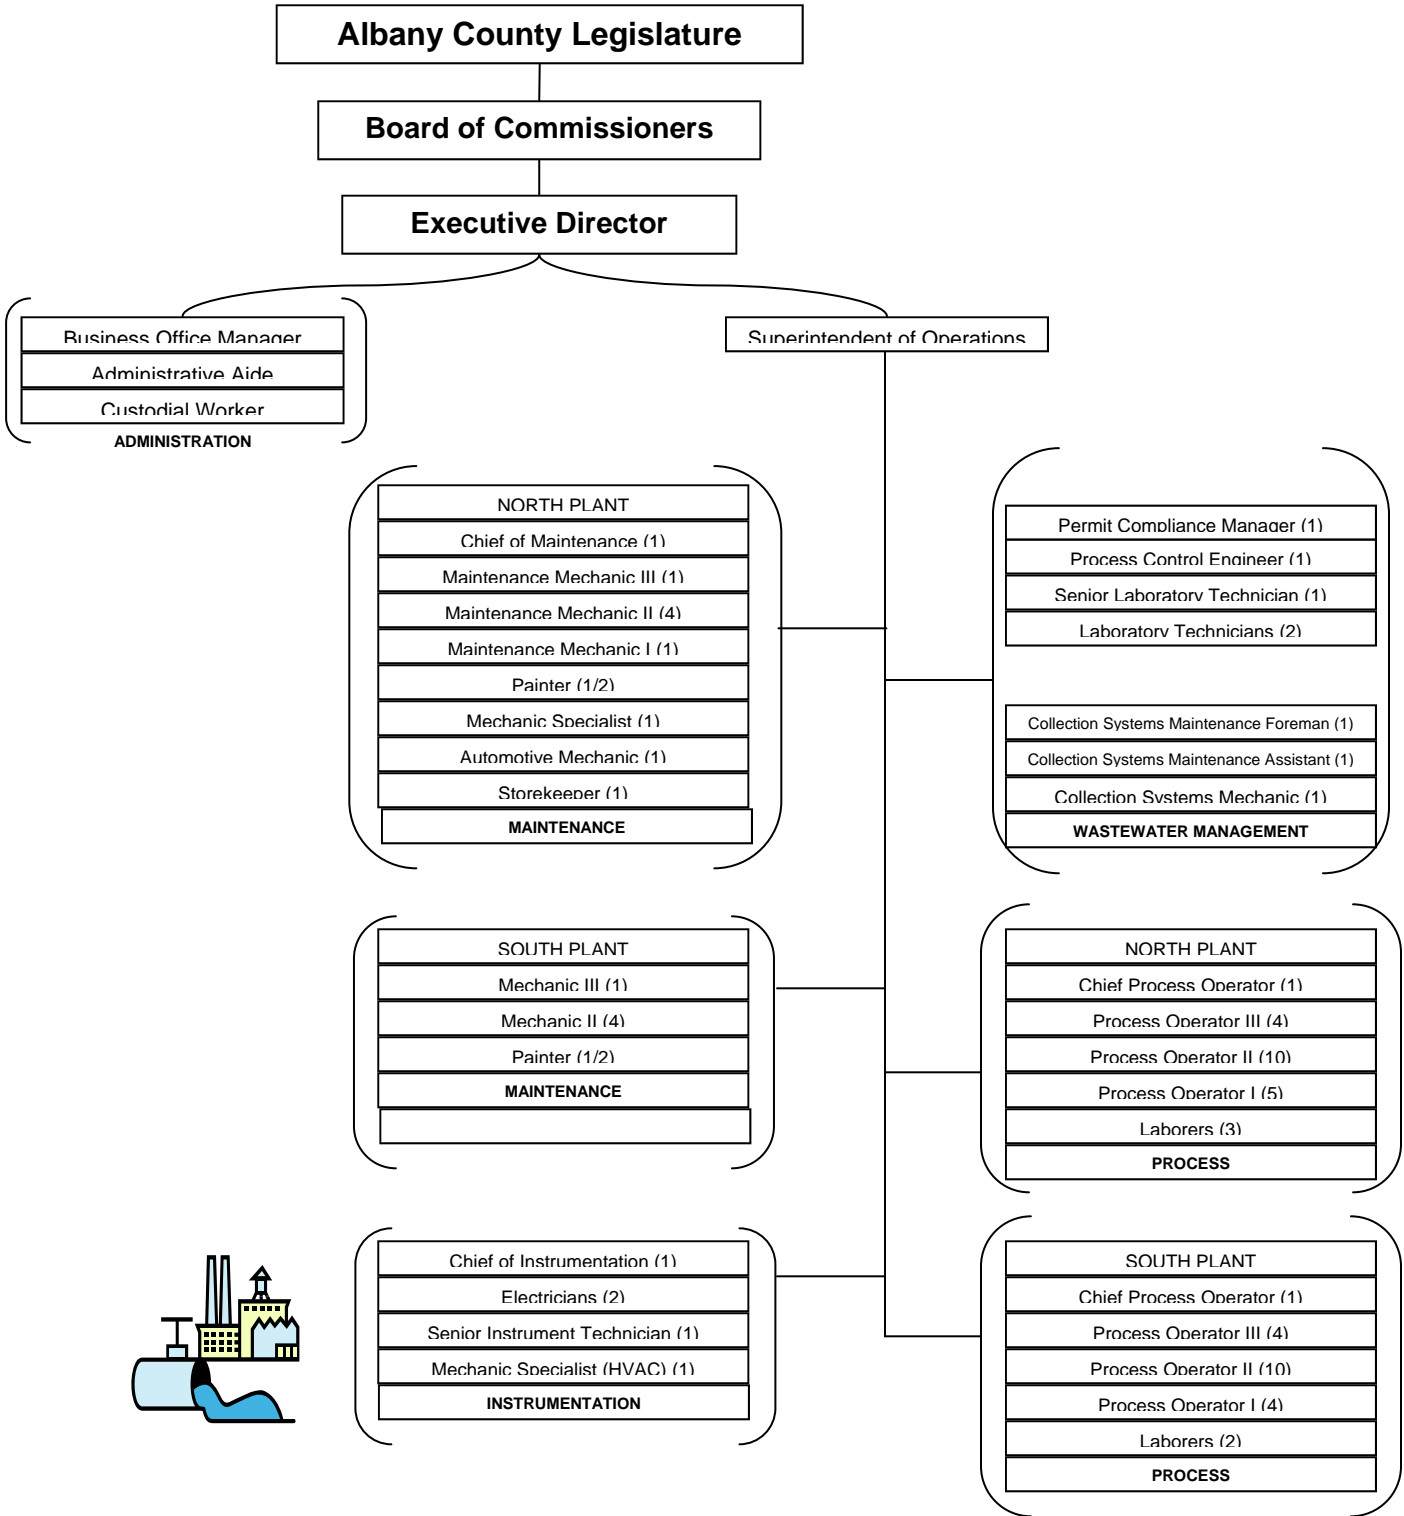 Albany County Legislature
Board of Commissioners
Executive Director
Business Office Manager
Administrative Aide
Custodial Worker
ADMINISTRATION
Superintendent of Operations
NORTH PLANT
Chief of Maintenance (1)
Maintenance Mechanic III (1)
Maintenance Mechanic II (4)
Maintenance Mechanic I (1)
Painter (1/2)
Mechanic Specialist (1)
Automotive Mechanic (1)
Storekeeper (1)
MAINTENANCE
Permit Compliance Manager (1)
Process Control Engineer (1)
Senior Laboratory Technician (1)
Laboratory Technicians (2)
Collection Systems Maintenance Foreman (1)
Collection Systems Maintenance Assistant (1)
Collection Systems Mechanic (1)
WASTEWATER MANAGEMENT
SOUTH PLANT
Mechanic III (1)
Mechanic II (4)
Painter (1/2)
MAINTENANCE
NORTH PLANT
Chief Process Operator (1)
Process Operator III (4)
Process Operator II (10)
Process Operator I (5)
Laborers (3)
PROCESS
Chief of Instrumentation (1)
Electricians (2)
Senior Instrument Technician (1)
Mechanic Specialist (HVAC) (1)
INSTRUMENTATION
SOUTH PLANT
Chief Process Operator (1)
Process Operator III (4)
Process Operator II (10)
Process Operator I (4)
Laborers (2)
PROCESS